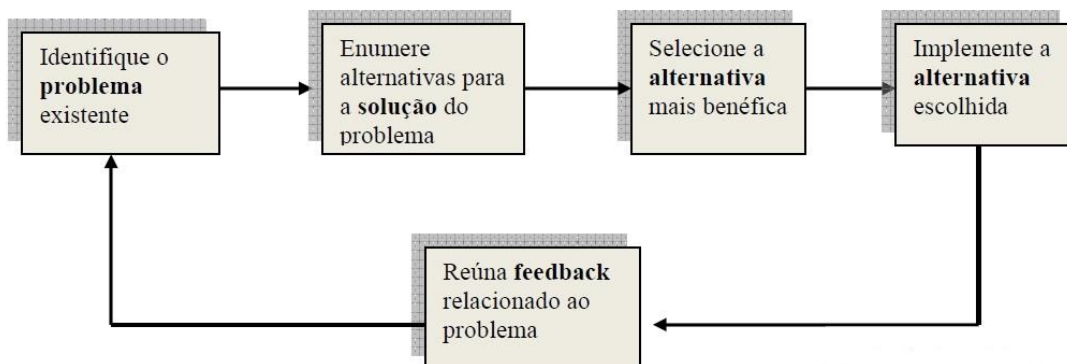 Identifique o
problema
existente
Enumere
alternativas para
a solução do
problema
Selecione a
alternativa
mais benéfica
Implemente a
alternativa
escolhida
Reúna feedback
relacionado ao
problema